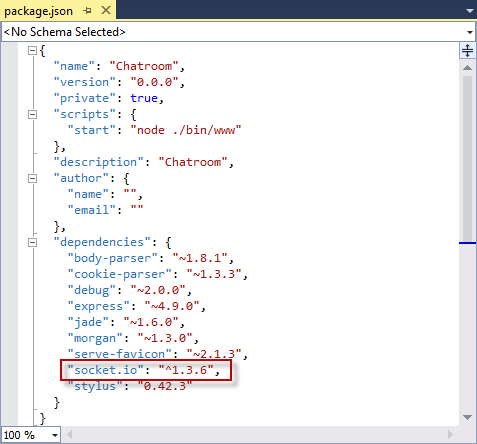 package.json
<No Schema Selected>
{
"name": "Chatroom",
"version": "0.0.0",
"private": true,
"scripts": {
"start": "node ./bin/www"
},
"description": "Chatroom",
"author": {
"name": "",
"email": ""
},
"dependencies": {
"body-parser": "~1.8.1",
"cookie-parser": "~1.3.3",
"debug": "~2.0.0",
"express": "~4.9.0",
"jade": "~1.6.0",
"morgan": "~1.3.0",
"serve-favicon": "~2.1.3",
"socket.io": "^1.3.6",
"stylus": "0.42.3"
}
}
100 %